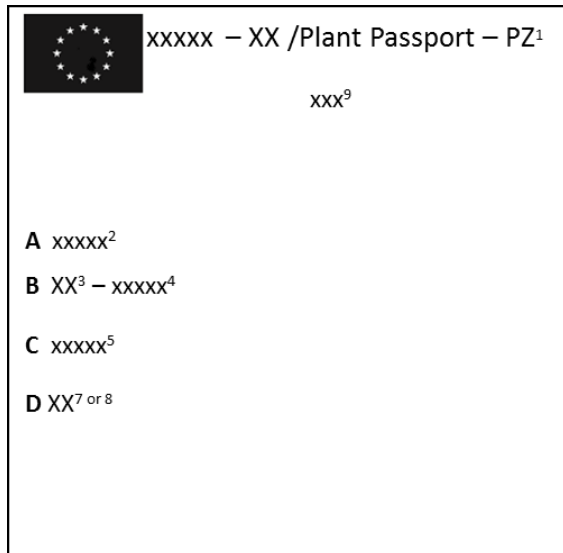 xxxxx – XX /Plant Passport – PZ¹
xxx⁹
A xxxxx²
B XX³ – xxxxx⁴
C xxxxx⁵
D XX⁷ ᵒʳ ⁸